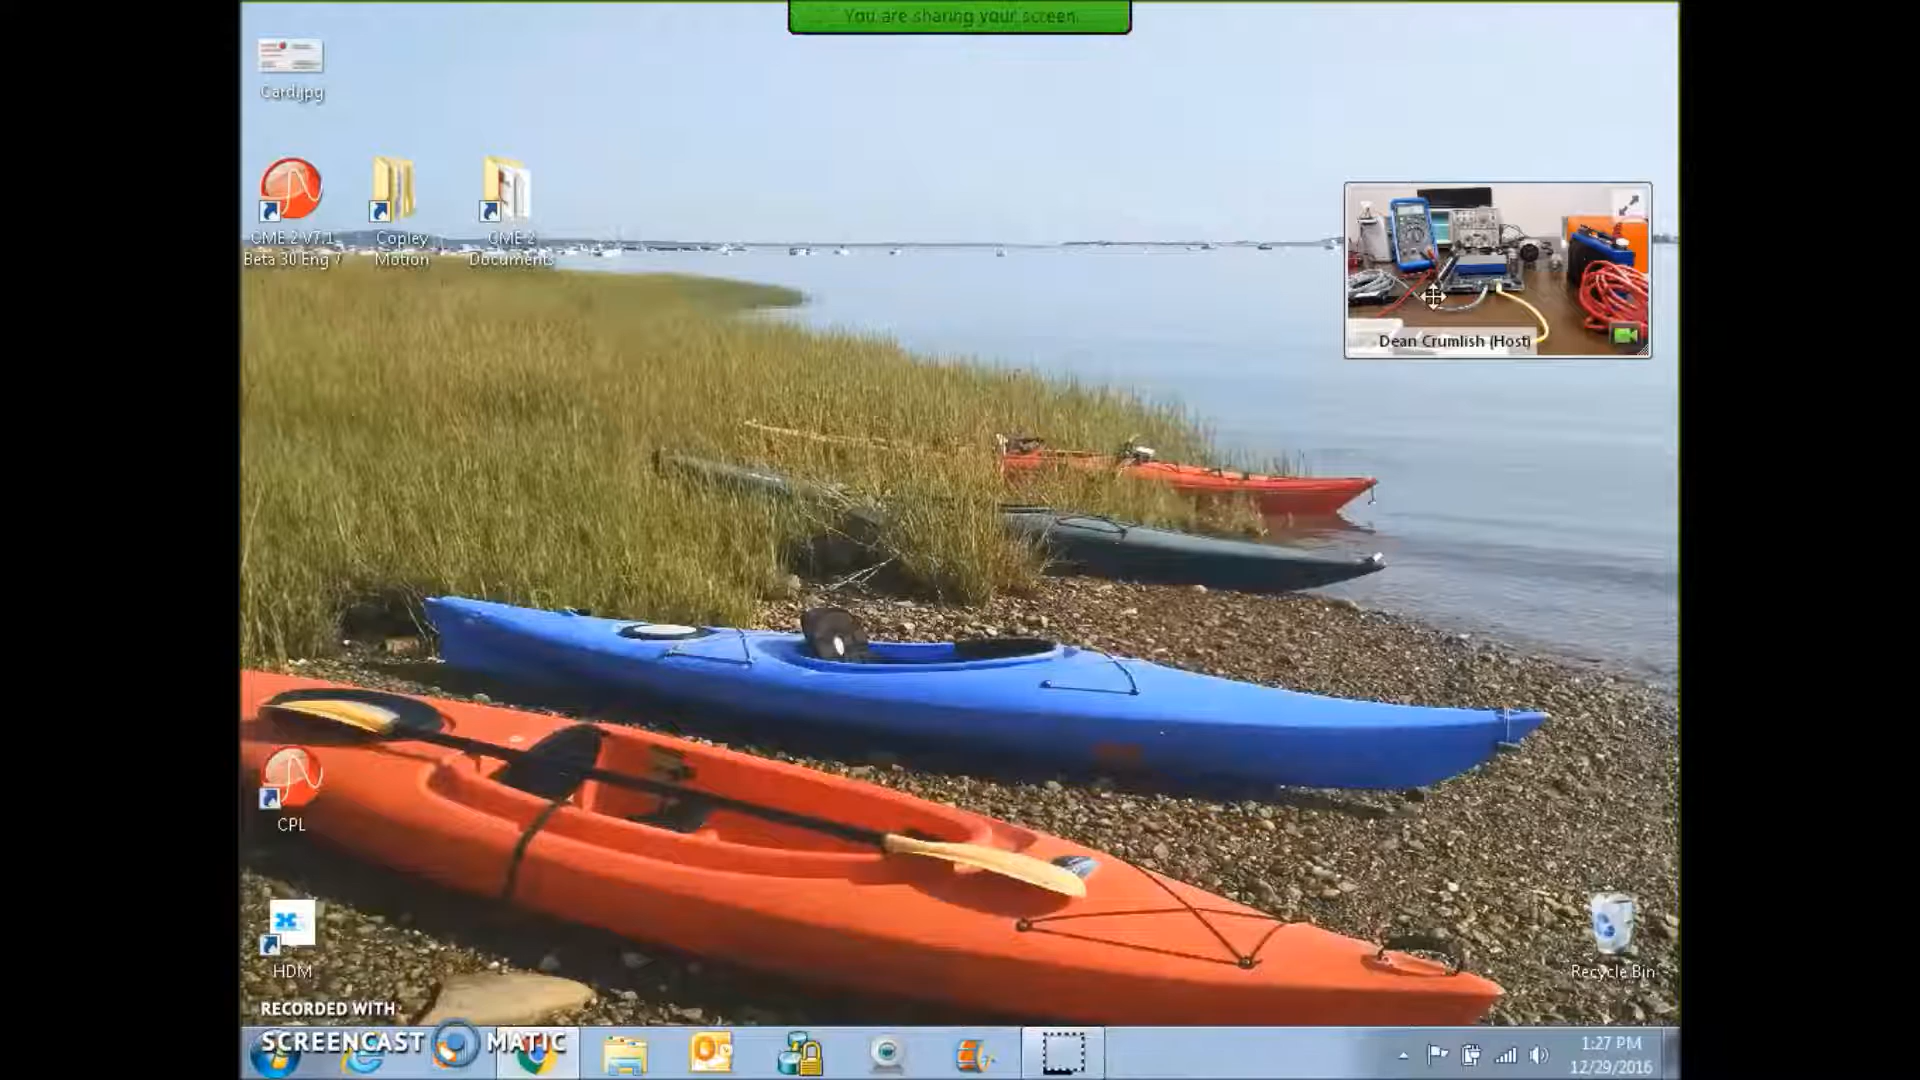 You are sharing your screen.
Card.jpg
CME 2 V7.1
Beta 30 Eng 7
Copley
Motion
CME 2
Documents
Dean Crumlish (Host)
CPL
HDM
Recycle Bin
RECORDED WITH
SCREENCAST MATIC
1:27 PM
12/29/2016